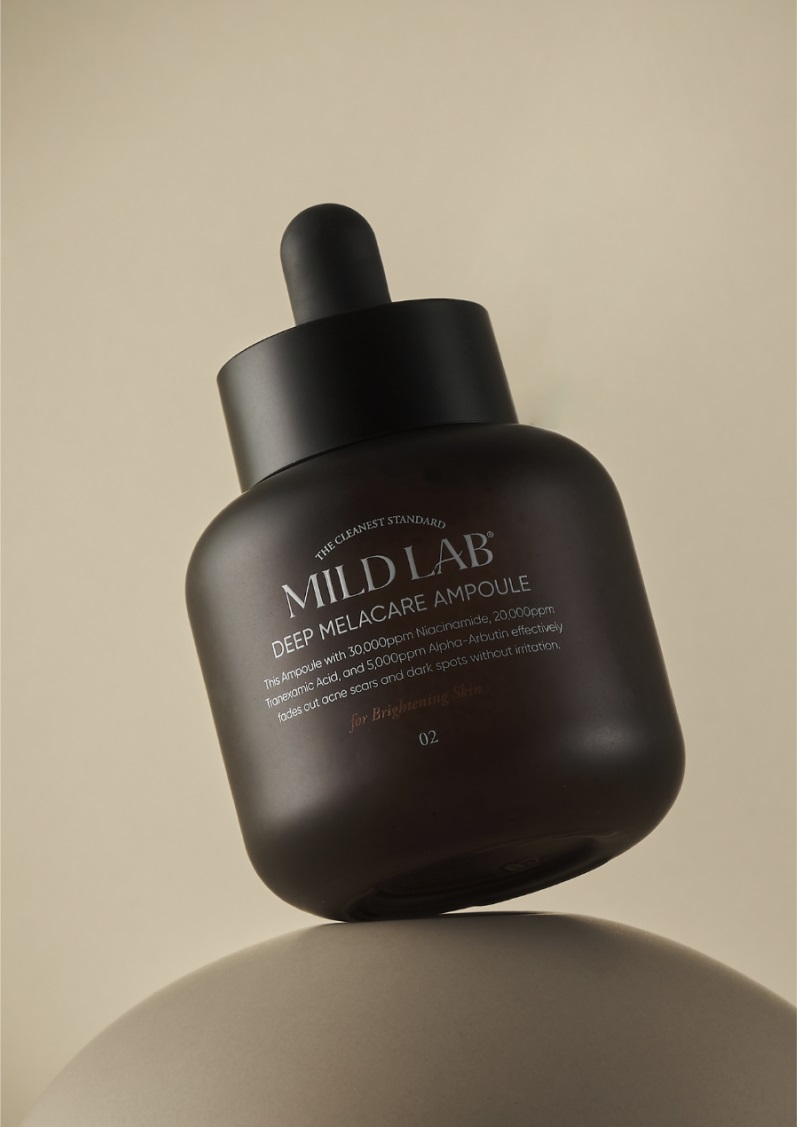 THE CLEANEST STANDARD
MILD LAB®
DEEP MELACARE AMPOULE
This Ampoule with 30,000ppm Niacinamide, 20,000ppm
Tranexamic Acid, and 5,000ppm Alpha-Arbutin effectively
fades out acne scars and dark spots without irritation.
for Brightening Skin
02